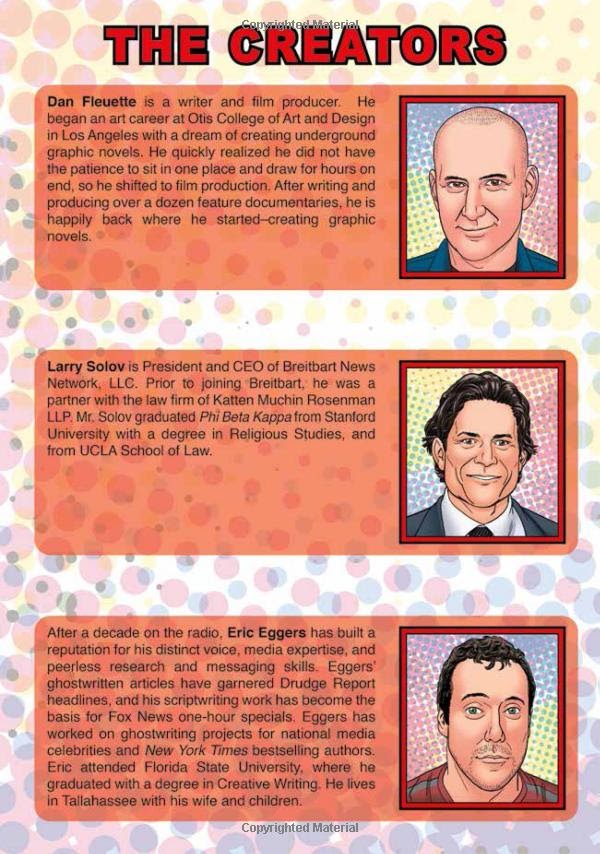 Copyrighted Material
THE CREATORS
Dan Fleuette is a writer and film producer. He
began an art career at Otis College of Art and Design
in Los Angeles with a dream of creating underground
graphic novels. He quickly realized he did not have
the patience to sit in one place and draw for hours on
end, so he shifted to film production. After writing and
producing over a dozen feature documentaries, he is
happily back where he started–creating graphic
novels.
Larry Solov is President and CEO of Breitbart News
Network, LLC. Prior to joining Breitbart, he was a
partner with the law firm of Katten Muchin Rosenman
LLP. Mr. Solov graduated Phi Beta Kappa from Stanford
University with a degree in Religious Studies, and
from UCLA School of Law.
After a decade on the radio, Eric Eggers has built a
reputation for his distinct voice, media expertise, and
peerless research and messaging skills. Eggers'
ghostwritten articles have garnered Drudge Report
headlines, and his scriptwriting work has become the
basis for Fox News one-hour specials. Eggers has
worked on ghostwriting projects for national media
celebrities and New York Times bestselling authors.
Eric attended Florida State University, where he
graduated with a degree in Creative Writing. He lives
in Tallahassee with his wife and children.
Copyrighted Material